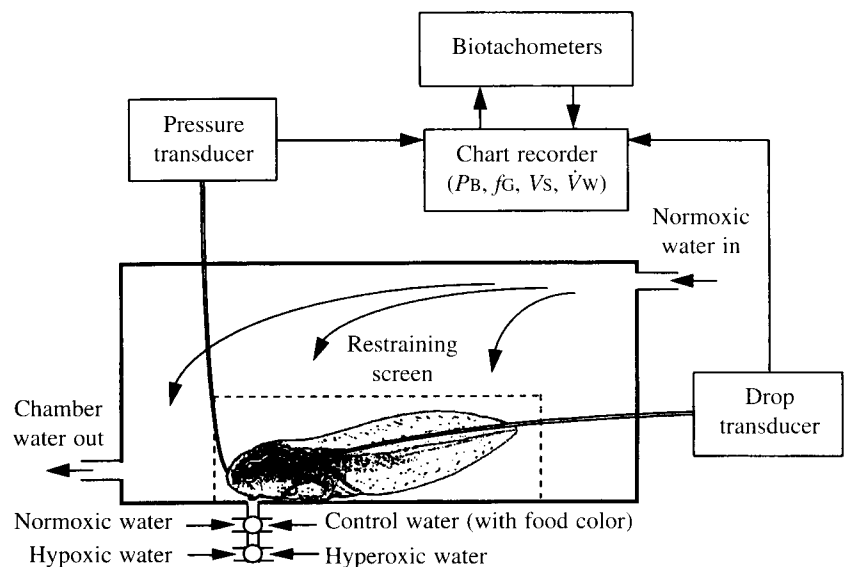 Biotachometers
Pressure
transducer
Chart recorder
(PB, fG, VS, V̇W)
Normoxic
water in
Restraining
screen
Chamber
water out
Drop
transducer
Normoxic water
Control water (with food color)
Hypoxic water
Hyperoxic water